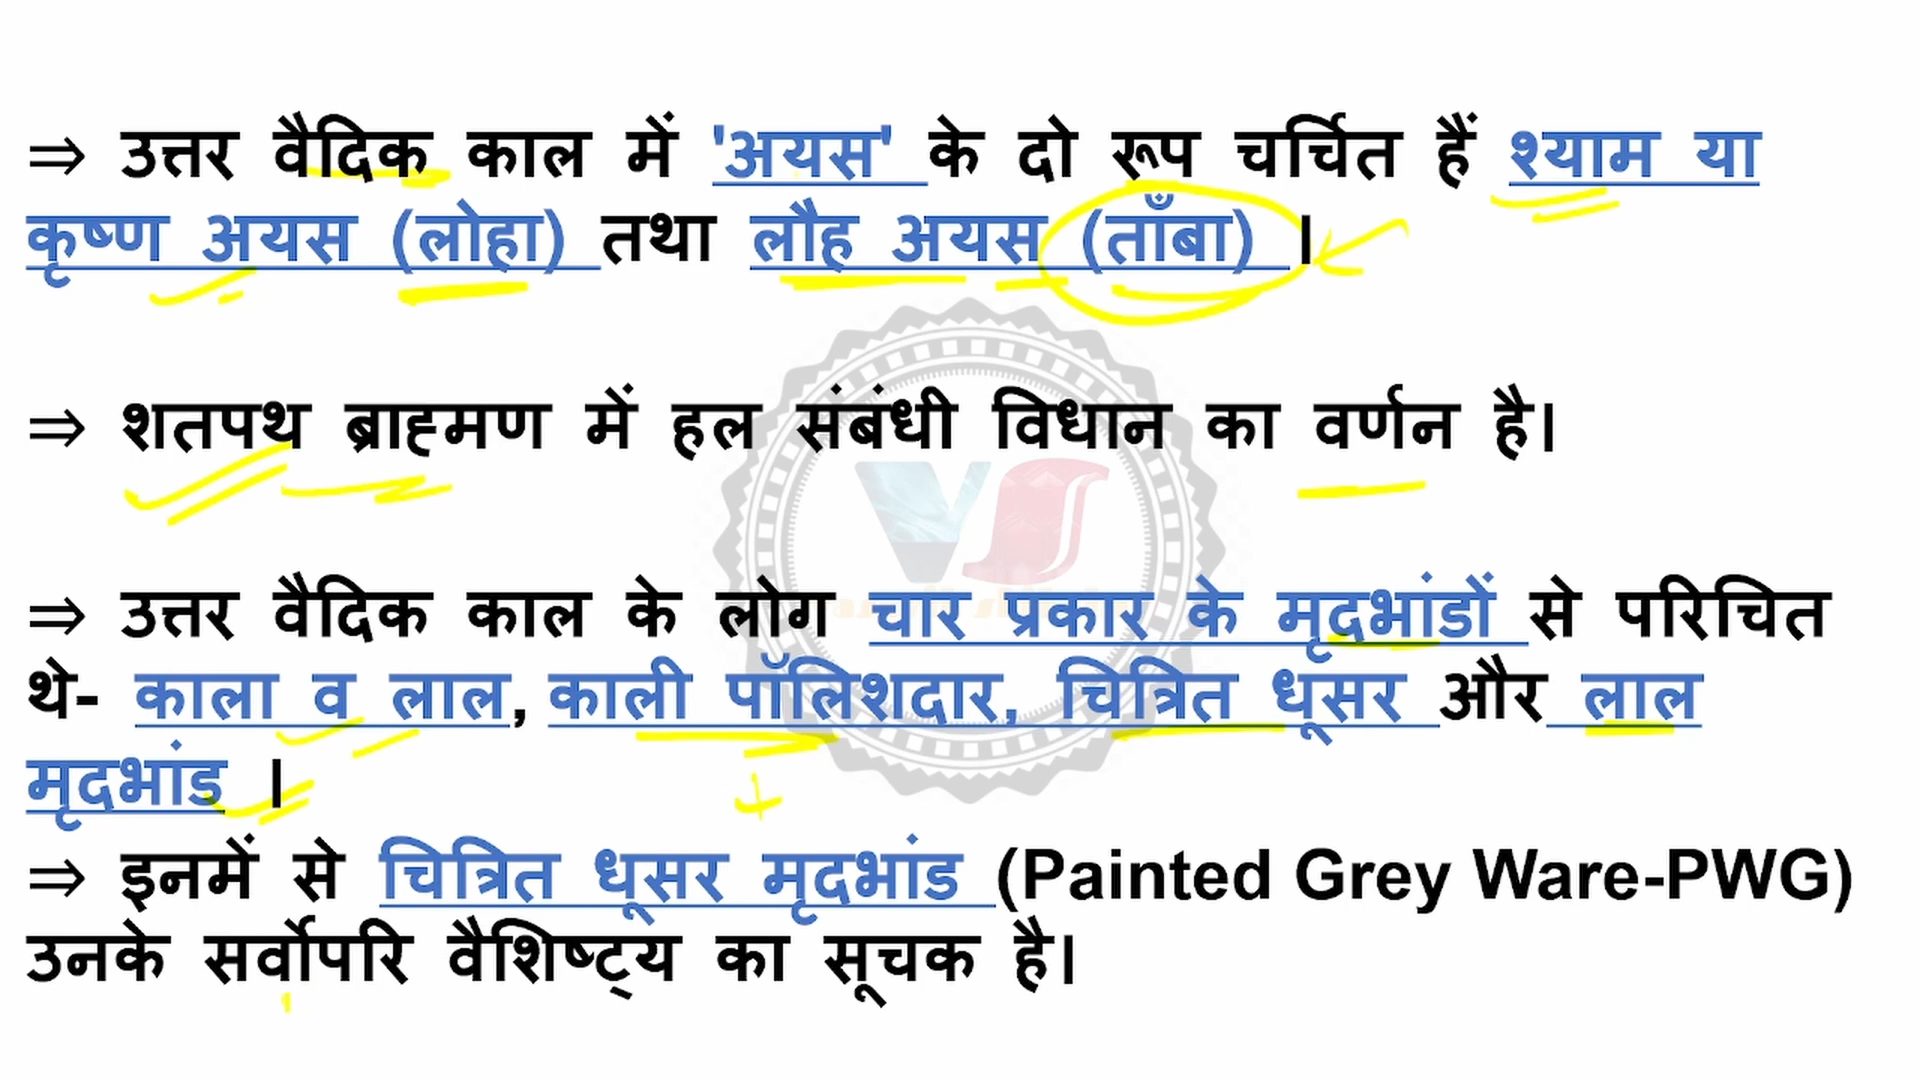 ⇒ उत्तर वैदिक काल में 'अयस' के दो रूप चर्चित हैं श्याम या
कृष्ण अयस (लोहा) तथा लौह अयस (ताँबा) ।
⇒ शतपथ ब्राह्मण में हल संबंधी विधान का वर्णन है।
⇒ उत्तर वैदिक काल के लोग चार प्रकार के मृदभांडों से परिचित
थे- काला व लाल, काली पॉलिशदार, चित्रित धूसर और लाल
मृदभांड ।
⇒ इनमें से चित्रित धूसर मृदभांड (Painted Grey Ware-PWG)
उनके सर्वोपरि वैशिष्ट्य का सूचक है।
VS